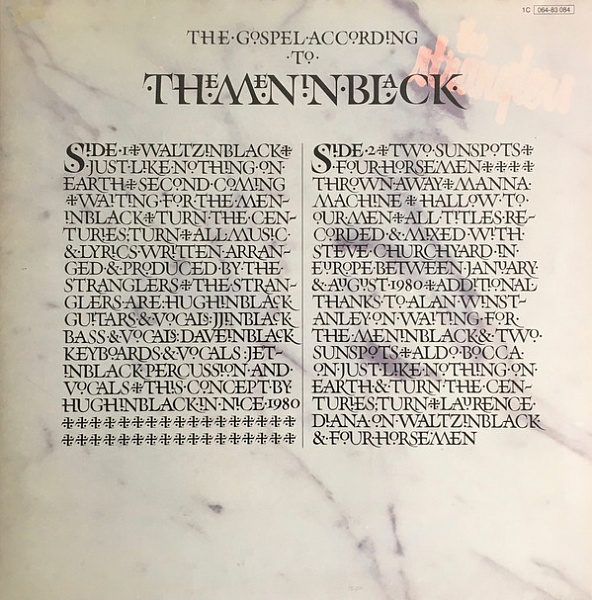 1C 064-83 084
the
stranglers
THE·GOSPEL·ACCORDING
·TO·
·THEMENINBLACK·
SIDE·1⁜WALTZINBLACK⁜
·JUST·LIKE·NOTHING·ON·
EARTH⁜SECOND·COMING
⁜WAITING·FOR·THE·MEN-
INBLACK⁜TURN·THE·CEN-
TURIES;TURN⁜ALL·MUSIC·
&·LYRICS·WRITTEN·ARRAN-
GED·&·PRODUCED·BY·THE·
STRANGLERS⁜THE·STRAN-
GLERS·ARE:HUGHINBLACK
GUITARS·&·VOCALS:JJINBLACK
BASS·&·VOCALS:DAVEINBLACK
KEYBOARDS·&·VOCALS·JET-
INBLACK·PERCUSSION·AND·
VOCALS⁜THIS·CONCEPT·BY·
HUGHINBLACK·IN·NICE·1980
⁜⁜⁜⁜⁜⁜⁜⁜⁜⁜⁜⁜⁜⁜⁜⁜⁜
⁜⁜⁜⁜⁜⁜⁜⁜⁜⁜⁜⁜⁜⁜⁜⁜⁜
SIDE·2⁜TWO·SUNSPOTS⁜
·FOUR·HORSEMEN⁜⁜⁜⁜
THROWN·AWAY⁜MANNA·
MACHINE⁜HALLOW·TO·
OUR·MEN⁜ALL·TITLES·RE-
CORDED·&·MIXED·WITH·
STEVE·CHURCHYARD·IN·
EUROPE·BETWEEN·JANUARY·
&·AUGUST·1980⁜ADDITIONAL
THANKS·TO·ALAN·WINST-
ANLEY·ON·WAITING·FOR·
THE·MENINBLACK·&·TWO·
SUNSPOTS⁜ALDO·BOCCA·
ON·JUST·LIKE·NOTHING·ON·
EARTH·&·TURN·THE·CEN-
TURIES;TURN⁜LAURENCE·
DIANA·ON·WALTZINBLACK
&·FOUR·HORSEMEN